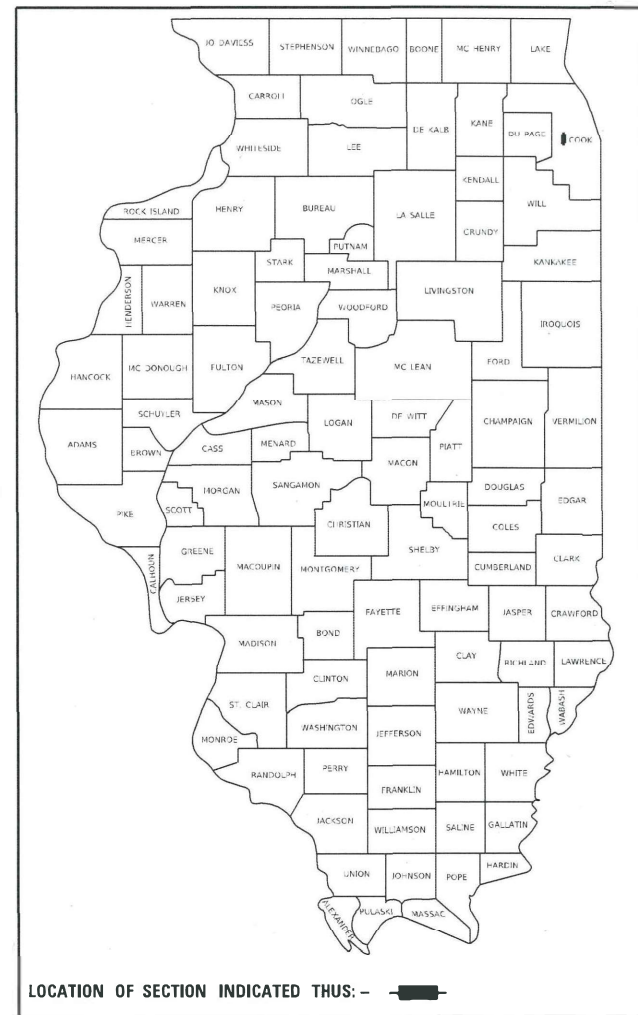 JO DAVIESS STEPHENSON WINNEBAGO BOONE MC HENRY LAKE
CARROLL OGLE
DE KALB KANE DU PAGE COOK
WHITESIDE LEE
KENDALL
ROCK ISLAND HENRY BUREAU LA SALLE WILL
MERCER PUTNAM GRUNDY
STARK MARSHALL KANKAKEE
HENDERSON WARREN KNOX PEORIA WOODFORD LIVINGSTON
IROQUOIS
HANCOCK MC DONOUGH FULTON TAZEWELL MC LEAN FORD
MASON
SCHUYLER LOGAN DE WITT CHAMPAIGN VERMILION
ADAMS BROWN CASS MENARD PIATT
MACON
MORGAN SANGAMON DOUGLAS
PIKE SCOTT CHRISTIAN MOULTRIE EDGAR
COLES
GREENE SHELBY
CALHOUN MACOUPIN MONTGOMERY CUMBERLAND CLARK
JERSEY FAYETTE EFFINGHAM JASPER CRAWFORD
MADISON BOND
CLAY RICHLAND LAWRENCE
CLINTON MARION
ST. CLAIR WAYNE EDWARDS WABASH
MONROE WASHINGTON JEFFERSON
RANDOLPH PERRY HAMILTON WHITE
FRANKLIN
JACKSON WILLIAMSON SALINE GALLATIN
HARDIN
UNION JOHNSON POPE
ALEXANDER PULASKI MASSAC
LOCATION OF SECTION INDICATED THUS: -